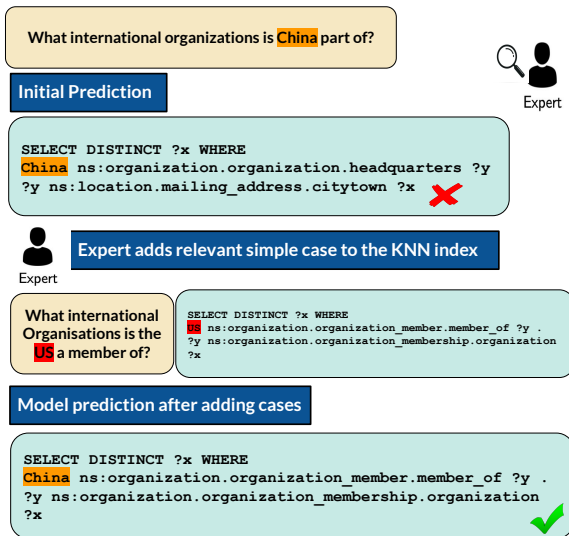 What international organizations is China part of?
Expert
Initial Prediction
SELECT DISTINCT ?x WHERE
China ns:organization.organization.headquarters ?y
?y ns:location.mailing_address.citytown ?x
Expert
Expert adds relevant simple case to the KNN index
What international
Organisations is the
US a member of?
SELECT DISTINCT ?x WHERE
US ns:organization.organization_member.member_of ?y .
?y ns:organization.organization_membership.organization
?x
Model prediction after adding cases
SELECT DISTINCT ?x WHERE
China ns:organization.organization_member.member_of ?y .
?y ns:organization.organization_membership.organization
?x